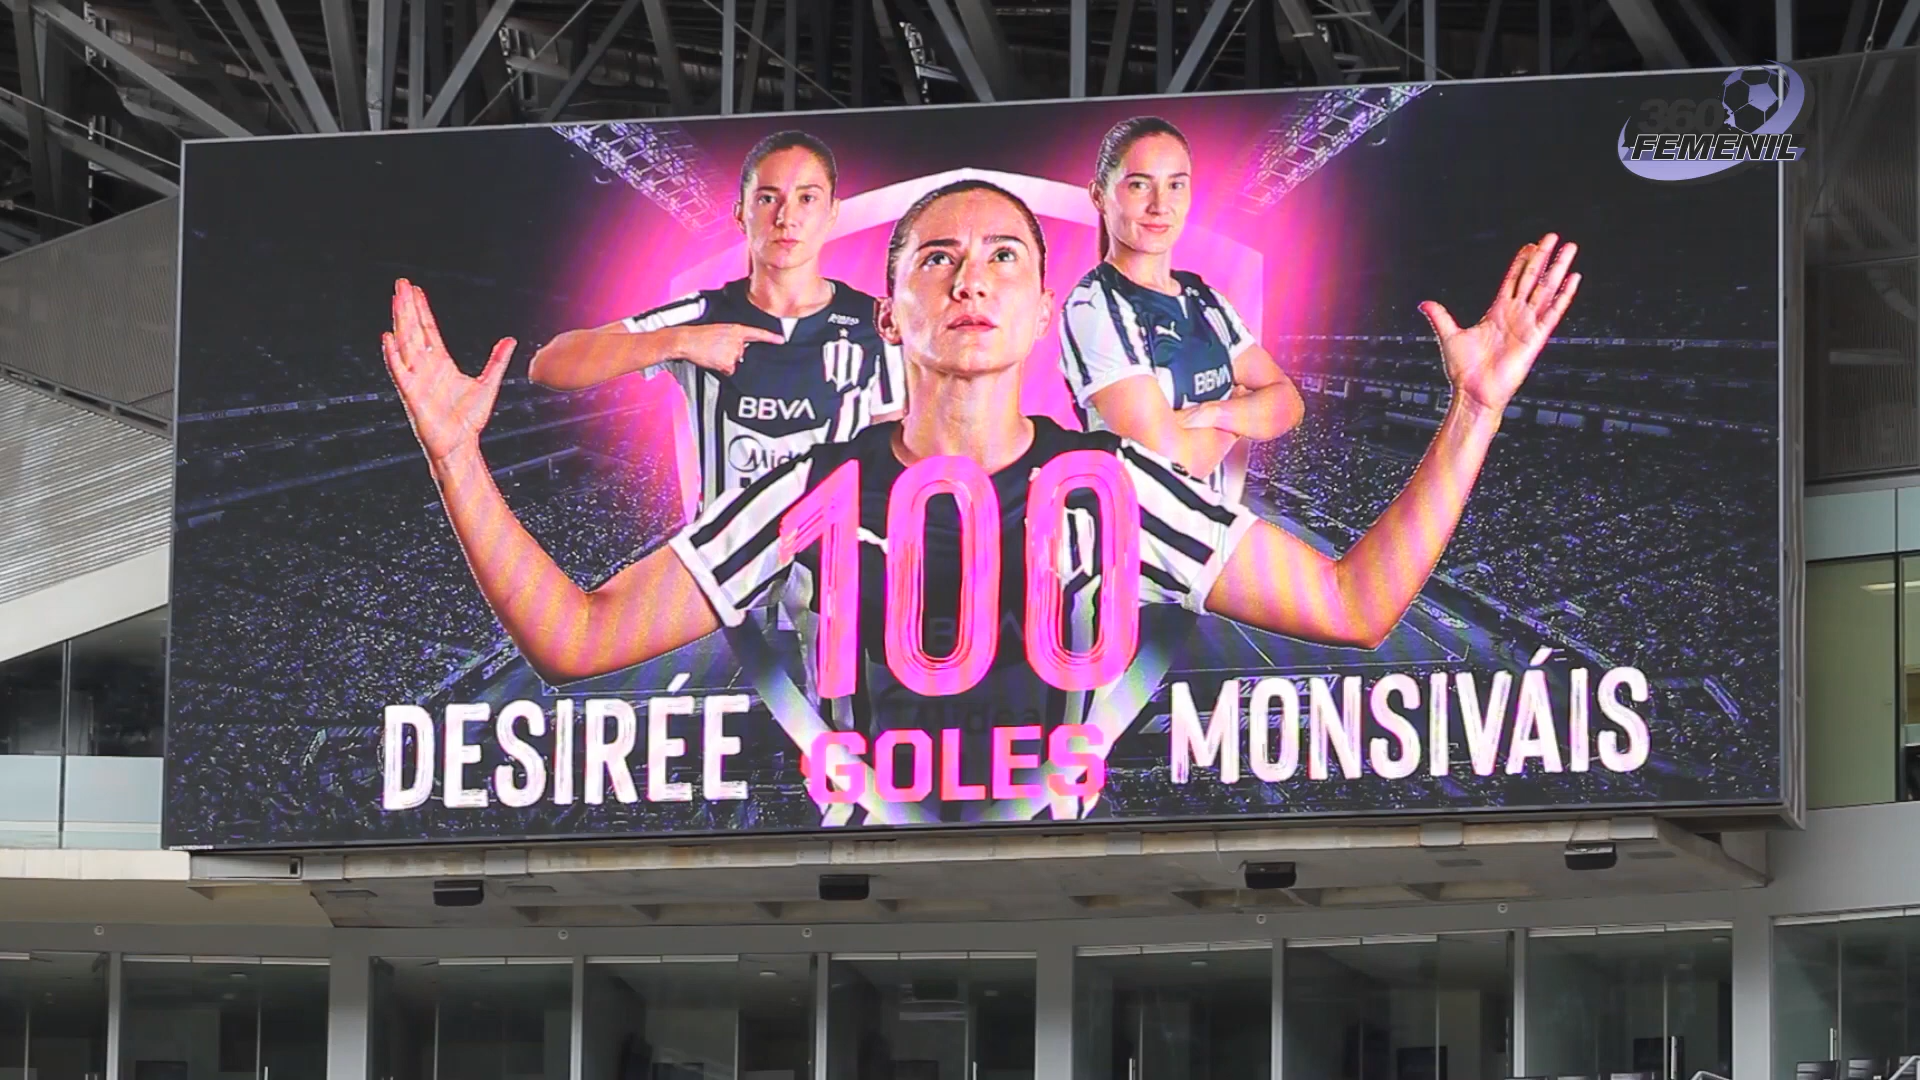 360
FEMENIL
BBVA
BBVA
100
DESIRÉE
GOLES
MONSIVÁIS